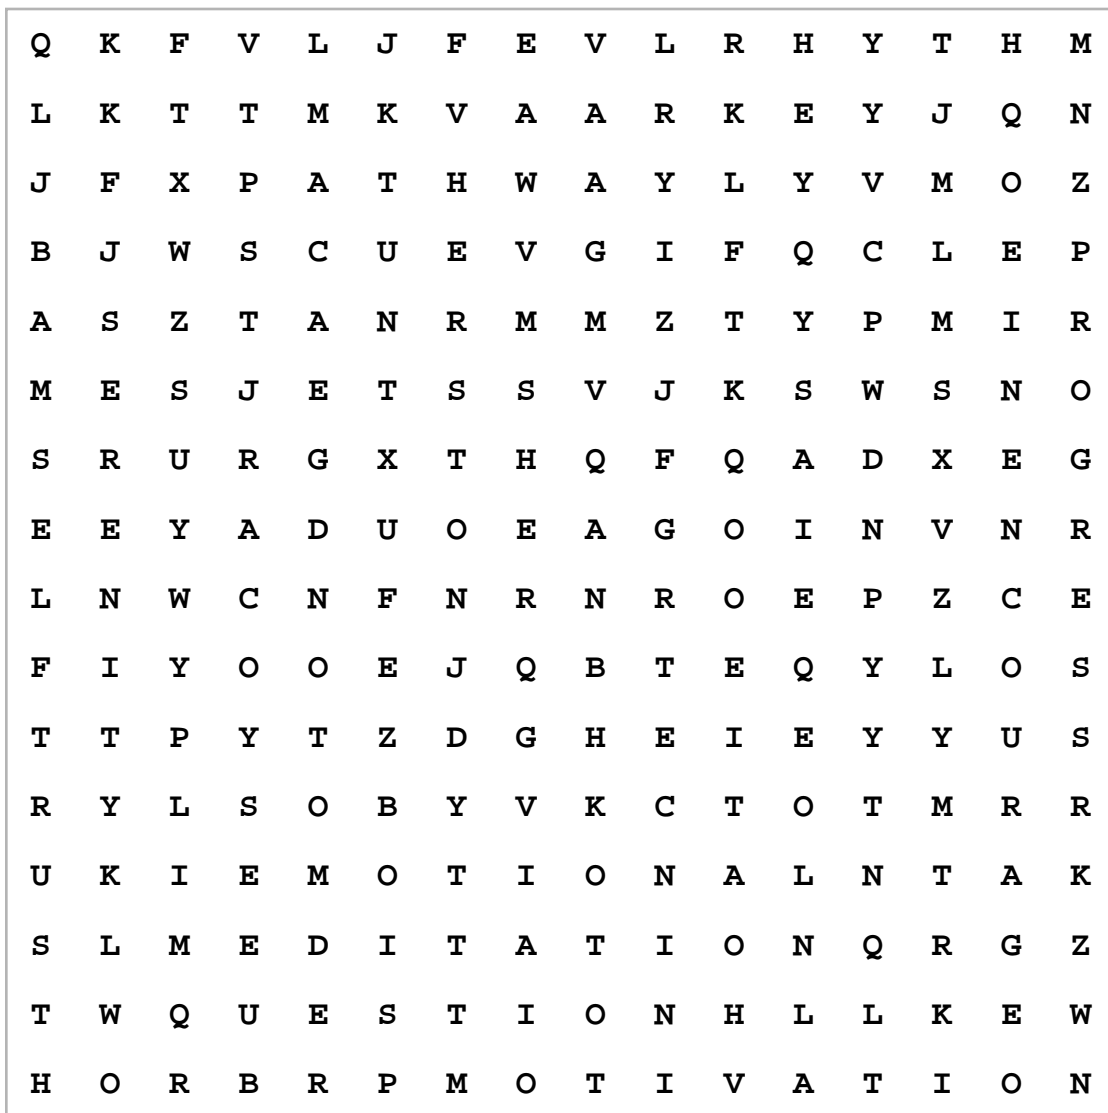 Q K F V L J F E V L R H Y T H M
L K T T M K V A A R K E Y J Q N
J F X P A T H W A Y L Y V M O Z
B J W S C U E V G I F Q C L E P
A S Z T A N R M M Z T Y P M I R
M E S J E T S S V J K S W S N O
S R U R G X T H Q F Q A D X E G
E E Y A D U O E A G O I N V N R
L N W C N F N R N R O E P Z C E
F I Y O O E J Q B T E Q Y L O S
T T P Y T Z D G H E I E Y Y U S
R Y L S O B Y V K C T O T M R R
U K I E M O T I O N A L N T A K
S L M E D I T A T I O N Q R G Z
T W Q U E S T I O N H L L K E W
H O R B R P M O T I V A T I O N